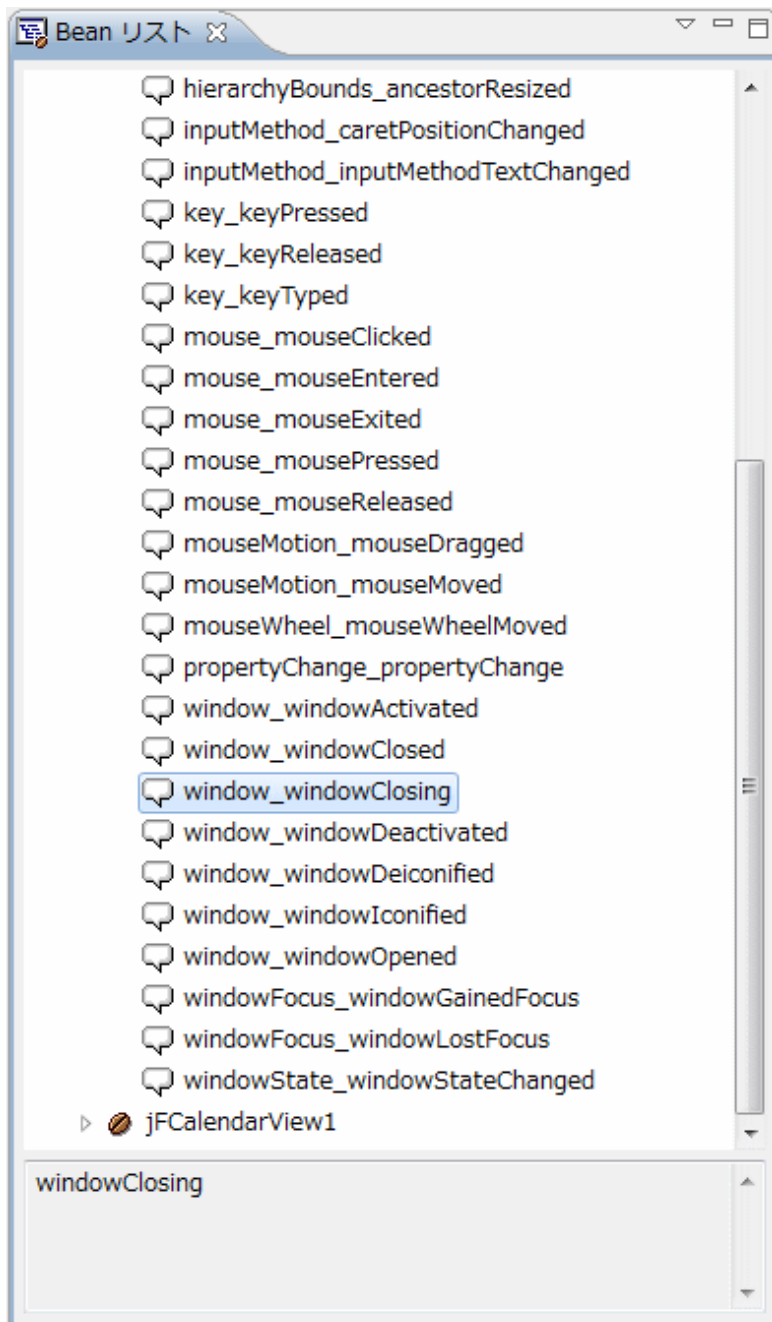 Bean リスト
hierarchyBounds_ancestorResized
inputMethod_caretPositionChanged
inputMethod_inputMethodTextChanged
key_keyPressed
key_keyReleased
key_keyTyped
mouse_mouseClicked
mouse_mouseEntered
mouse_mouseExited
mouse_mousePressed
mouse_mouseReleased
mouseMotion_mouseDragged
mouseMotion_mouseMoved
mouseWheel_mouseWheelMoved
propertyChange_propertyChange
window_windowActivated
window_windowClosed
window_windowClosing
window_windowDeactivated
window_windowDeiconified
window_windowIconified
window_windowOpened
windowFocus_windowGainedFocus
windowFocus_windowLostFocus
windowState_windowStateChanged
jFCalendarView1
windowClosing